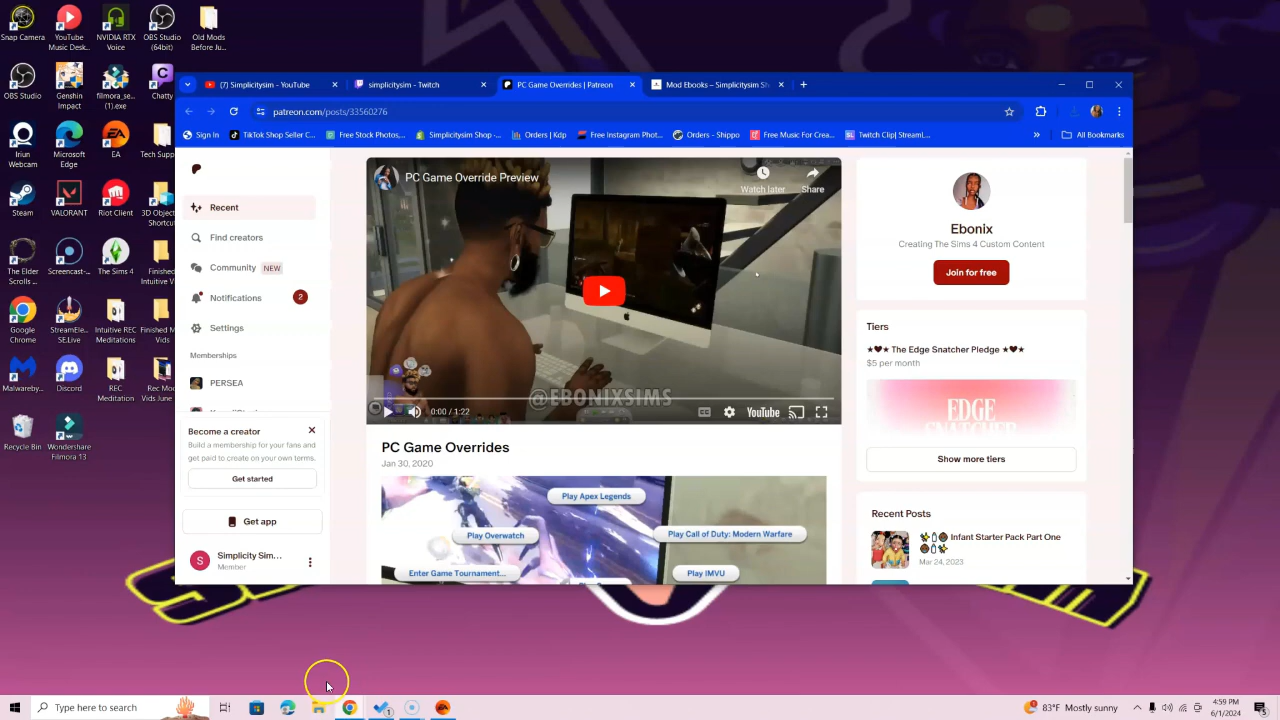 Snap Camera
YouTube Music Desk...
NVIDIA RTX Voice
OBS Studio (64bit)
Old Mods Before Ju...
OBS Studio
Genshin Impact
filmora_se... (1).exe
Chatty
Iriun Webcam
Microsoft Edge
EA
Tech Supp
Steam
VALORANT
Riot Client
3D Object
Shortcut
The Elder Scrolls ...
Screencast-...
The Sims 4
Finished
Intuitive V
Google Chrome
StreamEle... SE.Live
Intuitive REC Meditations
Finished M
Vids
Malwareby...
Discord
REC Meditations
Rec Mod
Vids June
Recycle Bin
Wondershare Filmora 13
(7) Simplicitysim - YouTube
simplicitysim - Twitch
PC Game Overrides | Patreon
Mod Ebooks – Simplicitysim Sh
patreon.com/posts/33560276
Sign In
TikTok Shop Seller C...
Free Stock Photos,...
Simplicitysim Shop -...
Orders | Kdp
Free Instagram Phot...
Orders - Shippo
Free Music For Crea...
Twitch Clip| StreamL...
»
All Bookmarks
Recent
Find creators
Community NEW
Notifications 2
Settings
Memberships
PERSEA
Become a creator
Build a membership for your fans and
get paid to create on your own terms.
Get started
Get app
S
Simplicity Sim...
Member
PC Game Override Preview
Watch later
Share
@EBONIXSIMS
0:00 / 1:22
CC
YouTube
PC Game Overrides
Jan 30, 2020
Play Apex Legends
Play Overwatch
Play Call of Duty: Modern Warfare
Enter Game Tournament...
Play IMVU
Ebonix
Creating The Sims 4 Custom Content
Join for free
Tiers
★♥★ The Edge Snatcher Pledge ★♥★
$5 per month
EDGE
SNATCHER
Show more tiers
Recent Posts
Infant Starter Pack Part One
Mar 24, 2023
Type here to search
83°F Mostly sunny
4:59 PM
6/1/2024
5